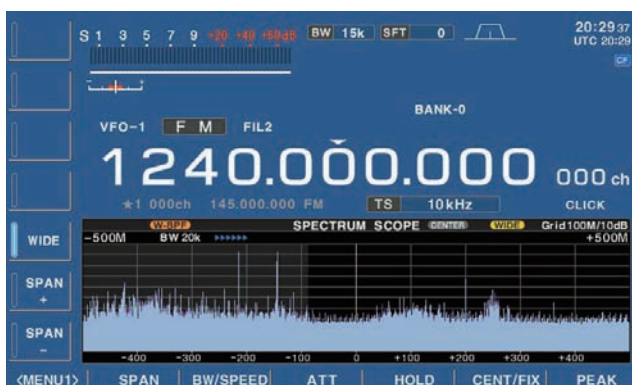 S 1 3 5 7 9 +20 +40 +60dB BW 15k SFT 0 20:29 37
UTC 20:29
CF
BANK-0
VFO-1 F M FIL2
1240.000.000 000 ch
★1 000ch 145.000.000 FM TS 10kHz CLICK
W-BPF SPECTRUM SCOPE CENTER WIDE Grid100M/10dB
WIDE -500M BW 20k ►►►►►► +500M
SPAN
+
SPAN
-
-400 -300 -200 -100 0 +100 +200 +300 +400
<MENU1> SPAN BW/SPEED ATT HOLD CENT/FIX PEAK